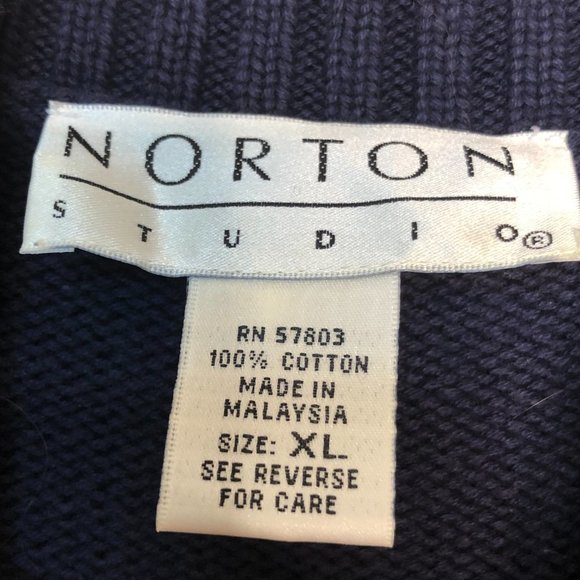 NORTON
STUDIO®
RN 57803
100% COTTON
MADE IN
MALAYSIA
SIZE: XL
SEE REVERSE
FOR CARE